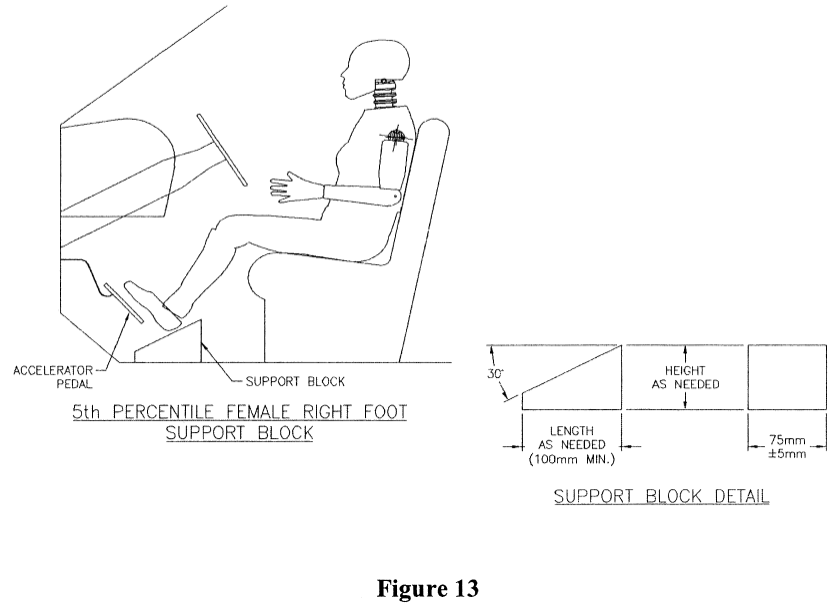 ACCELERATOR
PEDAL
SUPPORT BLOCK
5th PERCENTILE FEMALE RIGHT FOOT
SUPPORT BLOCK
30°
HEIGHT
AS NEEDED
LENGTH
AS NEEDED
(100mm MIN.)
75mm
±5mm
SUPPORT BLOCK DETAIL
Figure 13